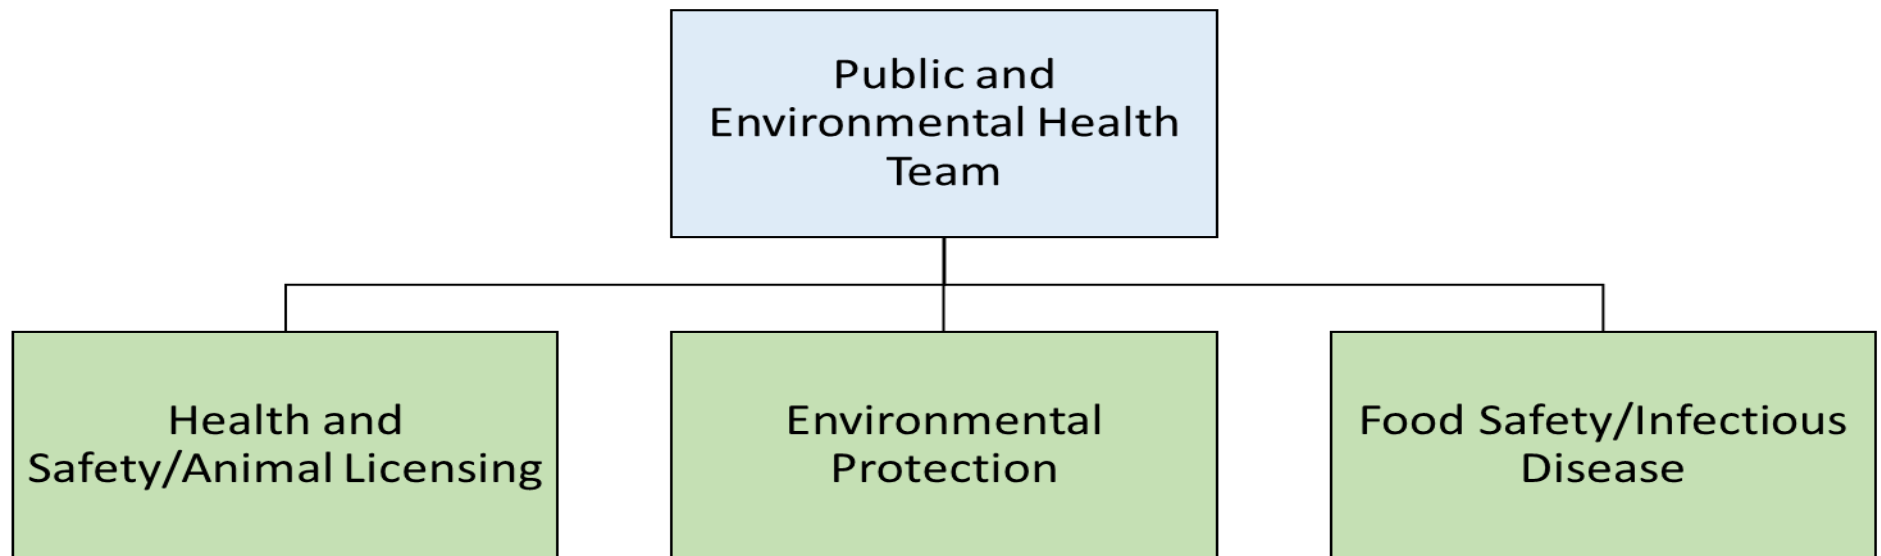 Public and
Environmental Health
Team
Health and
Safety/Animal Licensing
Environmental
Protection
Food Safety/Infectious
Disease